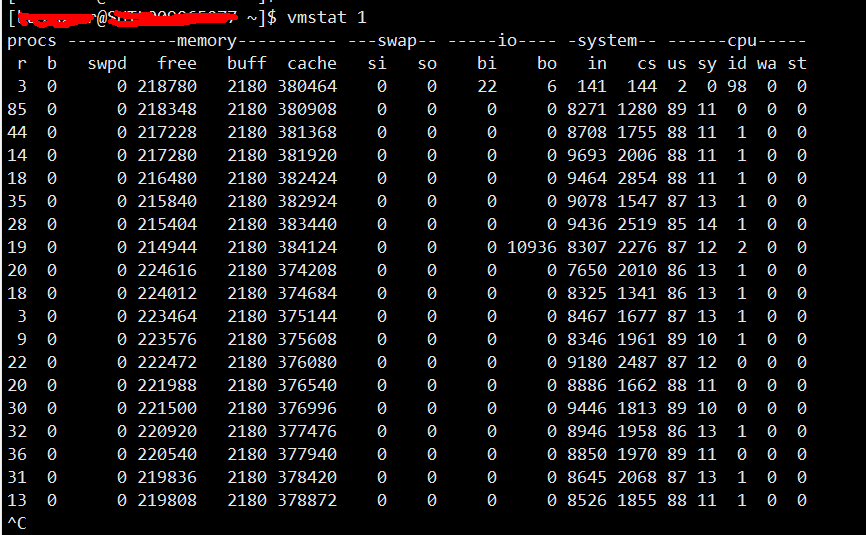 ~]$ vmstat 1
procs -----------memory---------- ---swap-- -----io---- -system-- ------cpu-----
r b swpd free buff cache si so bi bo in cs us sy id wa st
3 0 0 218780 2180 380464 0 0 22 6 141 144 2 0 98 0 0
85 0 0 218348 2180 380908 0 0 0 0 8271 1280 89 11 0 0 0
44 0 0 217228 2180 381368 0 0 0 0 8708 1755 88 11 1 0 0
14 0 0 217280 2180 381920 0 0 0 0 9693 2006 88 11 1 0 0
18 0 0 216480 2180 382424 0 0 0 0 9464 2854 88 11 1 0 0
35 0 0 215840 2180 382924 0 0 0 0 9078 1547 87 13 1 0 0
28 0 0 215404 2180 383440 0 0 0 0 9436 2519 85 14 1 0 0
19 0 0 214944 2180 384124 0 0 0 10936 8307 2276 87 12 2 0 0
20 0 0 224616 2180 374208 0 0 0 0 7650 2010 86 13 1 0 0
18 0 0 224012 2180 374684 0 0 0 0 8325 1341 86 13 1 0 0
3 0 0 223464 2180 375144 0 0 0 0 8467 1677 87 13 1 0 0
9 0 0 223576 2180 375608 0 0 0 0 8346 1961 89 10 1 0 0
22 0 0 222472 2180 376080 0 0 0 0 9180 2487 87 12 0 0 0
20 0 0 221988 2180 376540 0 0 0 0 8886 1662 88 11 0 0 0
30 0 0 221500 2180 376996 0 0 0 0 9446 1813 89 10 0 0 0
32 0 0 220920 2180 377476 0 0 0 0 8946 1958 86 13 1 0 0
36 0 0 220540 2180 377940 0 0 0 0 8850 1970 89 11 0 0 0
31 0 0 219836 2180 378420 0 0 0 0 8645 2068 87 13 1 0 0
13 0 0 219808 2180 378872 0 0 0 0 8526 1855 88 11 1 0 0
^C